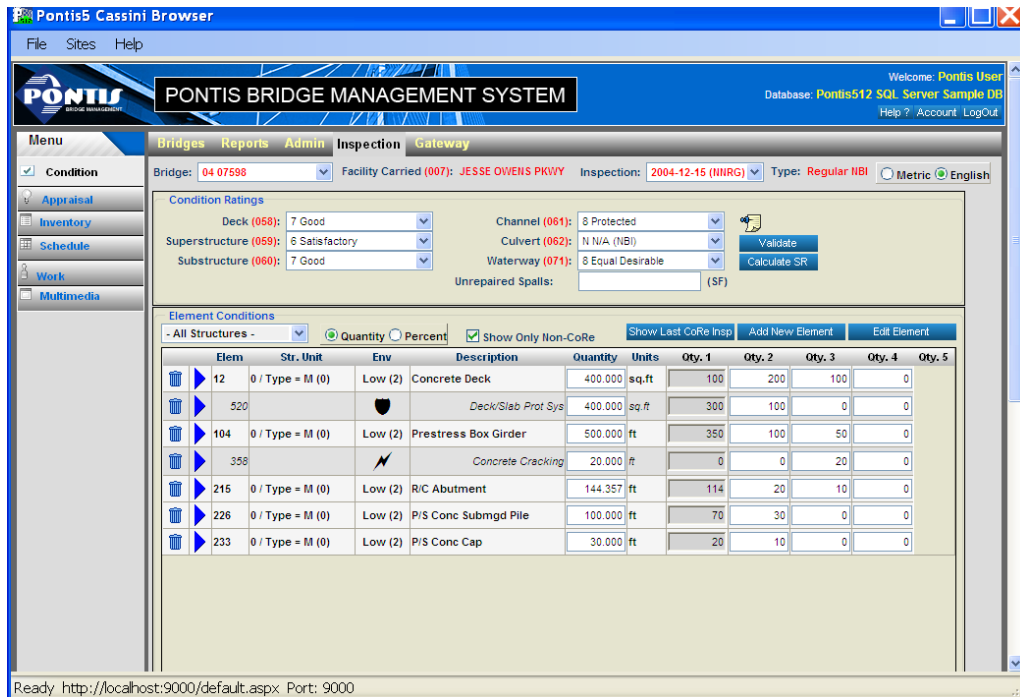 Pontis5 Cassini Browser
File Sites Help
PONTIS
BRIDGE MANAGEMENT
PONTIS BRIDGE MANAGEMENT SYSTEM
Welcome: Pontis User
Database: Pontis512 SQL Server Sample DB
Help ? Account LogOut
Menu
Bridges Reports Admin Inspection Gateway
Condition
Appraisal
Inventory
Schedule
Work
Multimedia
Bridge: 04 07598 Facility Carried (007): JESSE OWENS PKWY Inspection: 2004-12-15 (NNRG) Type: Regular NBI Metric English
Condition Ratings
Deck (058): 7 Good Channel (061): 8 Protected
Superstructure (059): 6 Satisfactory Culvert (062): N N/A (NBI) Validate
Substructure (060): 7 Good Waterway (071): 8 Equal Desirable Calculate SR
Unrepaired Spalls: (SF)
Element Conditions
- All Structures - Quantity Percent Show Only Non-CoRe Show Last CoRe Insp Add New Element Edit Element
Elem Str. Unit Env Description Quantity Units Qty. 1 Qty. 2 Qty. 3 Qty. 4 Qty. 5
12 0 / Type = M (0) Low (2) Concrete Deck 400.000 sq.ft 100 200 100 0
520 Deck/Slab Prot Sys 400.000 sq.ft 300 100 0 0
104 0 / Type = M (0) Low (2) Prestress Box Girder 500.000 ft 350 100 50 0
358 Concrete Cracking 20.000 ft 0 0 20 0
215 0 / Type = M (0) Low (2) R/C Abutment 144.357 ft 114 20 10 0
226 0 / Type = M (0) Low (2) P/S Conc Submgd Pile 100.000 ft 70 30 0 0
233 0 / Type = M (0) Low (2) P/S Conc Cap 30.000 ft 20 10 0 0
Ready http://localhost:9000/default.aspx Port: 9000